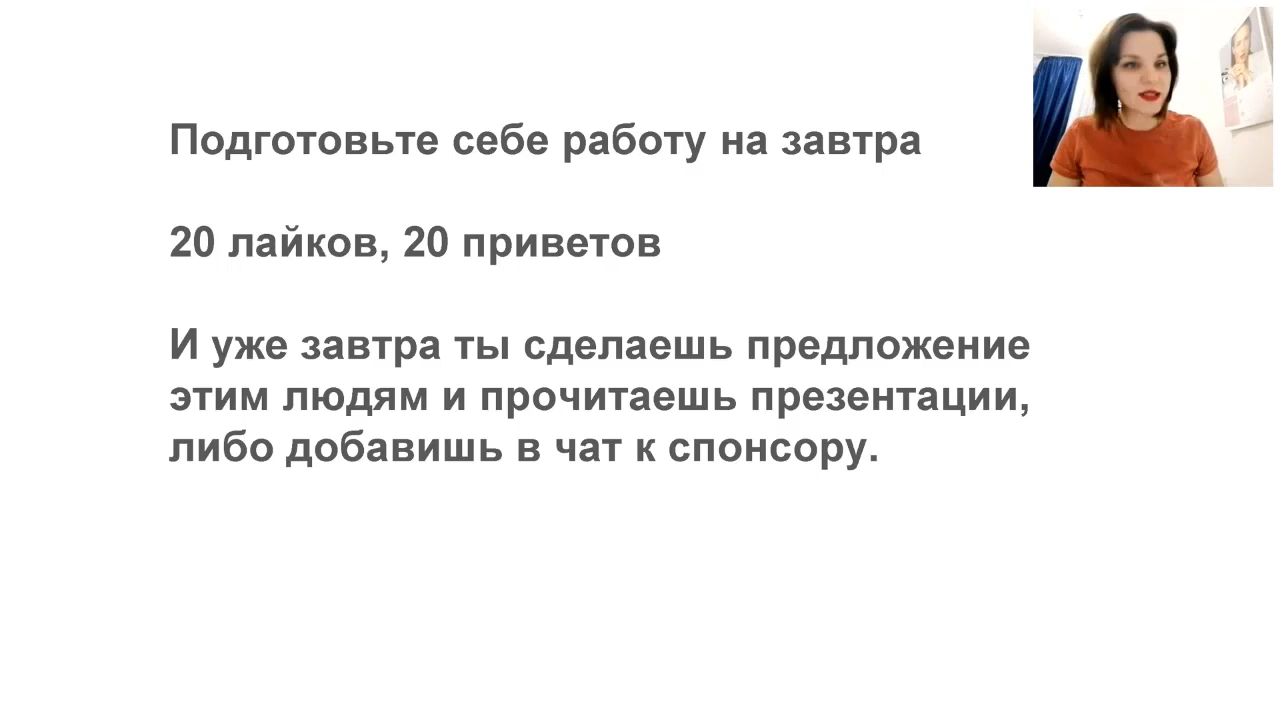 Подготовьте себе работу на завтра
20 лайков, 20 приветов
И уже завтра ты сделаешь предложение
этим людям и прочитаешь презентации,
либо добавишь в чат к спонсору.